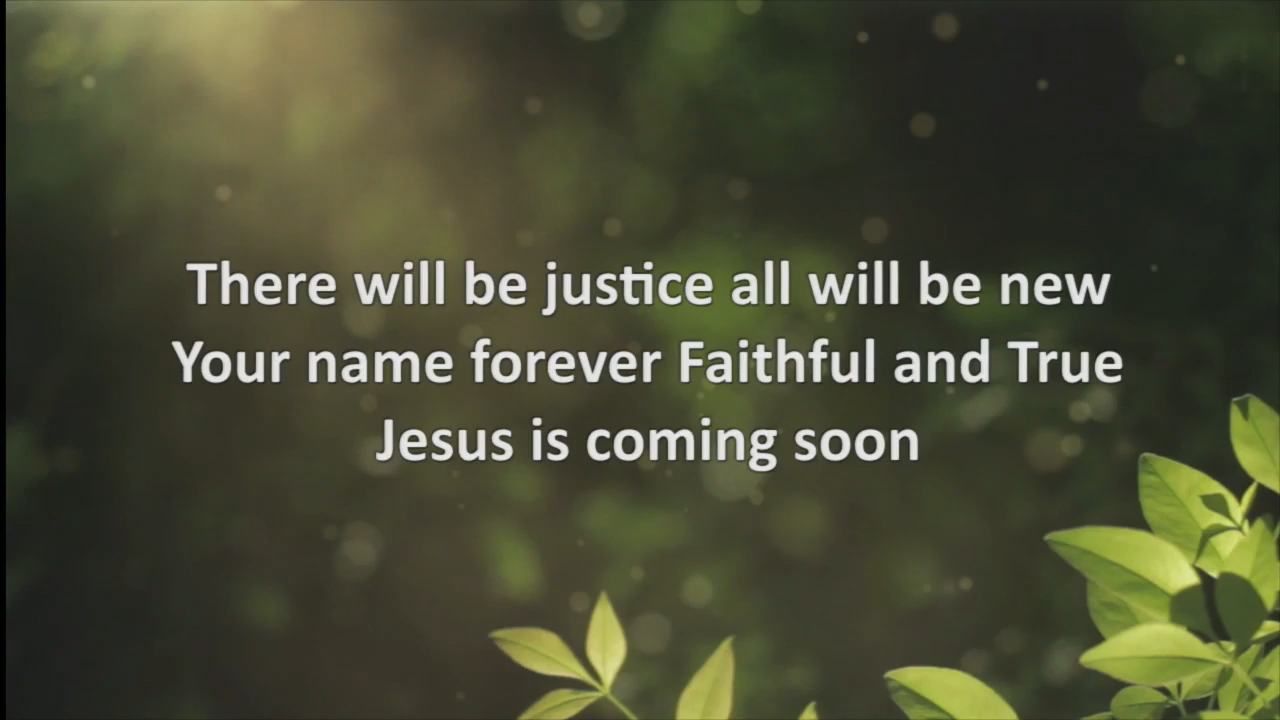 There will be justice all will be new
Your name forever Faithful and True
Jesus is coming soon